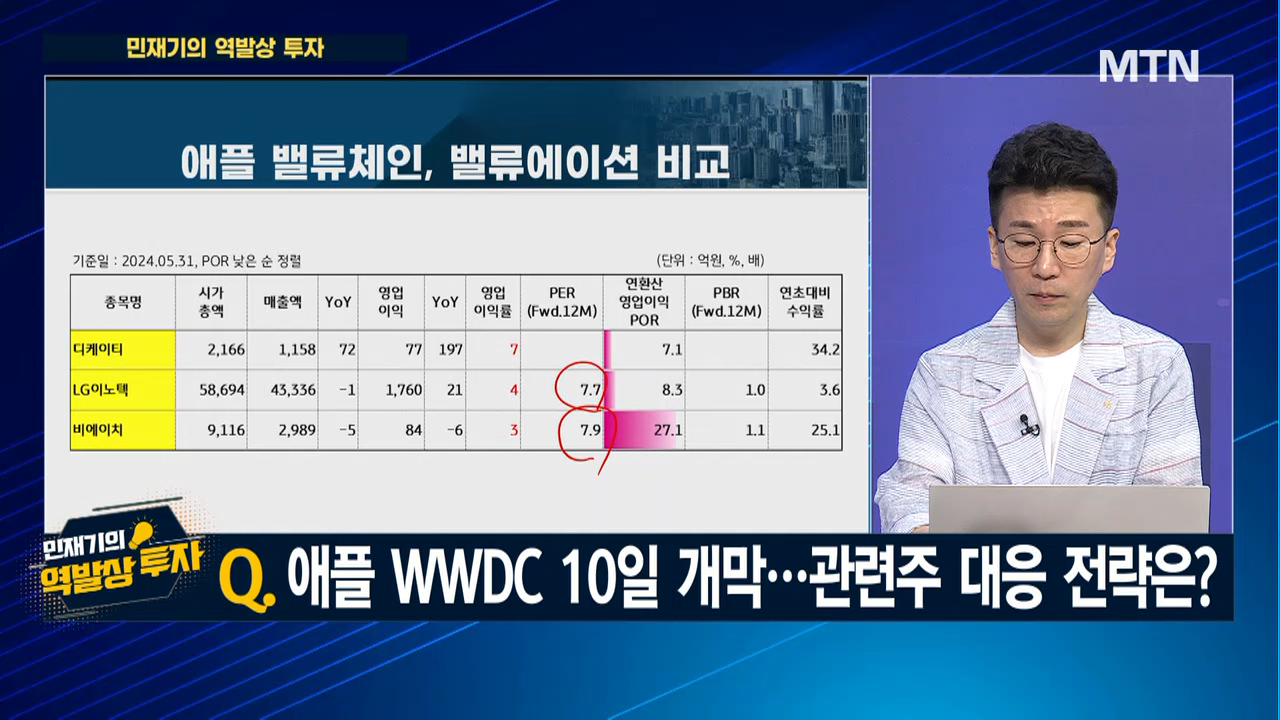 민재기의 역발상 투자
MTN
애플 밸류체인, 밸류에이션 비교
기준일 : 2024.05.31, POR 낮은 순 정렬 (단위 : 억원, %, 배)
종목명 시가총액 매출액 YoY 영업이익 YoY 영업이익률 PER (Fwd.12M) 연환산 영업이익 POR PBR (Fwd.12M) 연초대비 수익률
디케이티 2,166 1,158 72 77 197 7 7.1 34.2
LG이노텍 58,694 43,336 -1 1,760 21 4 7.7 8.3 1.0 3.6
비에이치 9,116 2,989 -5 84 -6 3 7.9 27.1 1.1 25.1
민재기의
역발상 투자
Q. 애플 WWDC 10일 개막…관련주 대응 전략은?